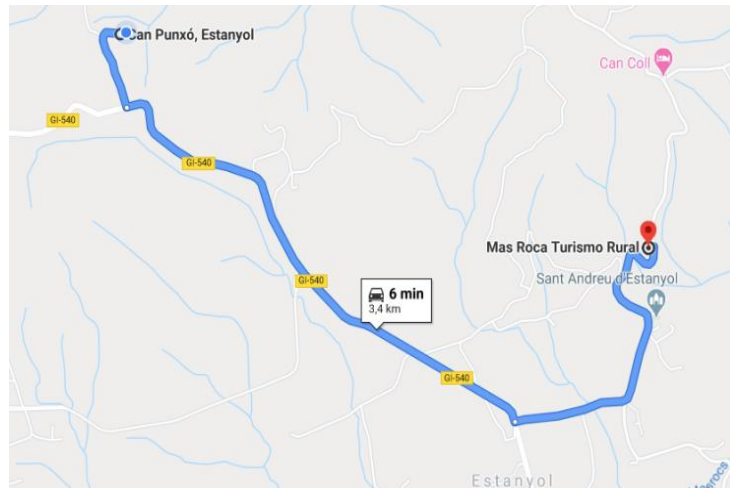 Can Punxó, Estanyol
Can Coll
GI-540
GI-540
Mas Roca Turismo Rural
Sant Andreu d'Estanyol
GI-540
6 min
3,4 km
GI-540
Estanyol